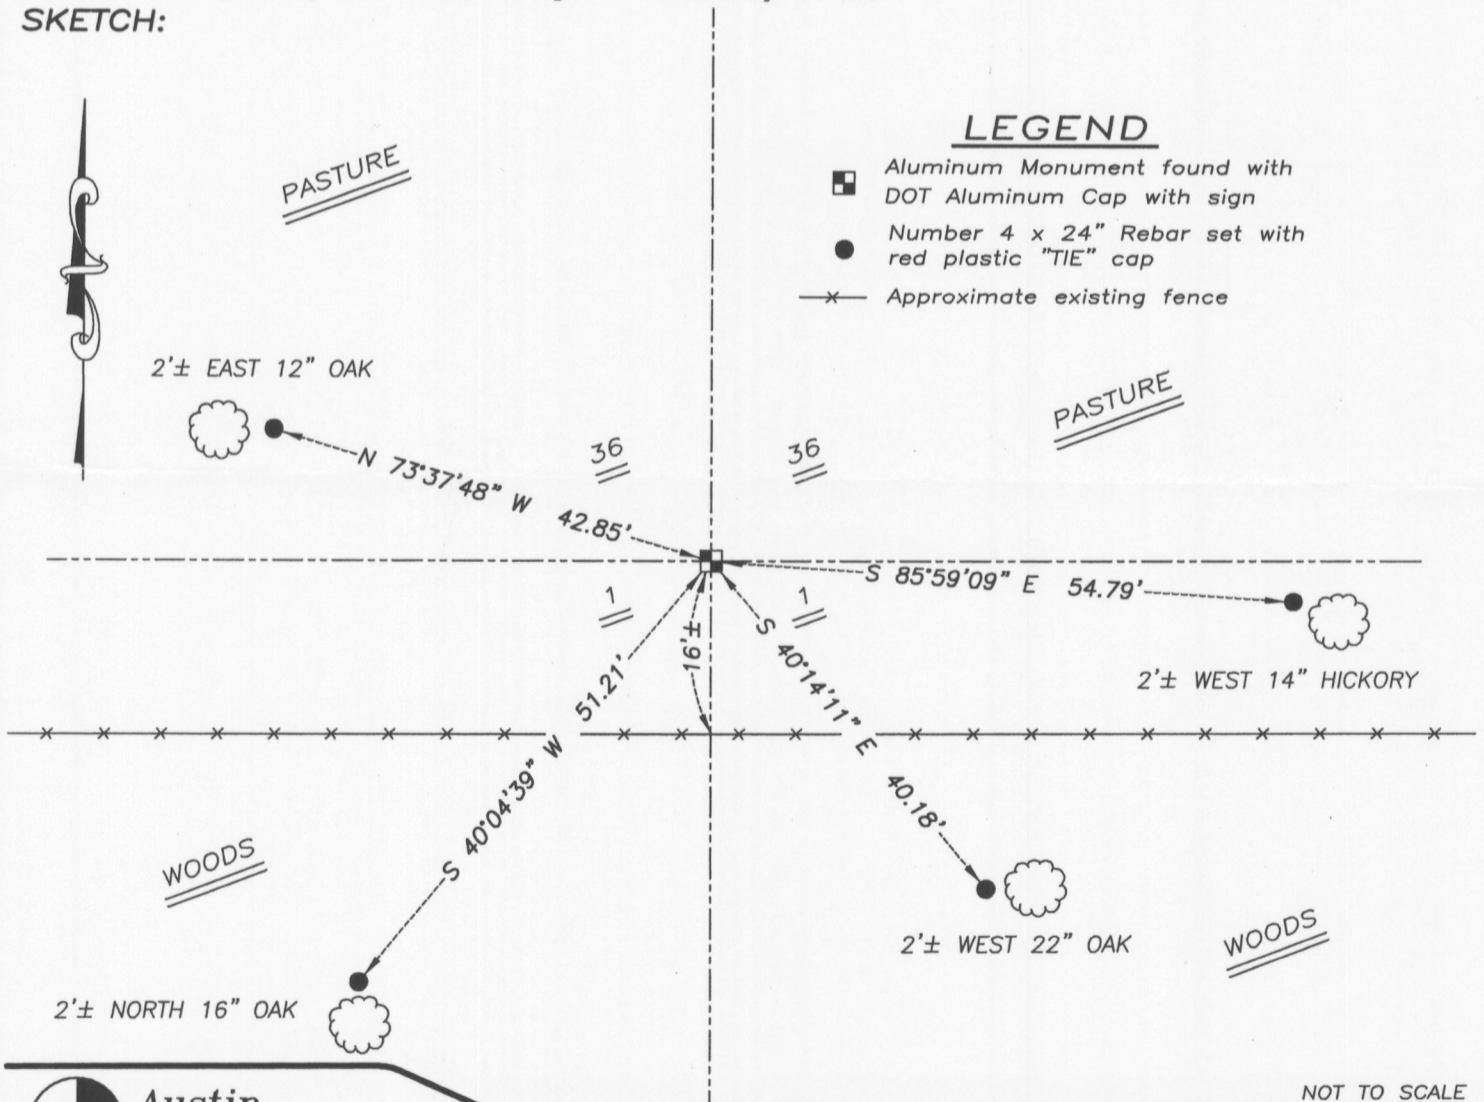 SKETCH:
LEGEND
Aluminum Monument found with
DOT Aluminum Cap with sign
Number 4 x 24" Rebar set with
red plastic "TIE" cap
Approximate existing fence
PASTURE
2'± EAST 12" OAK
PASTURE
36
36
N 73°37'48" W 42.85'
S 85°59'09" E 54.79'
1
1
16'±
S 40°04'39" W 51.21'
S 40°14'11" E 40.18'
2'± WEST 14" HICKORY
WOODS
2'± WEST 22" OAK
WOODS
2'± NORTH 16" OAK
Austin
NOT TO SCALE